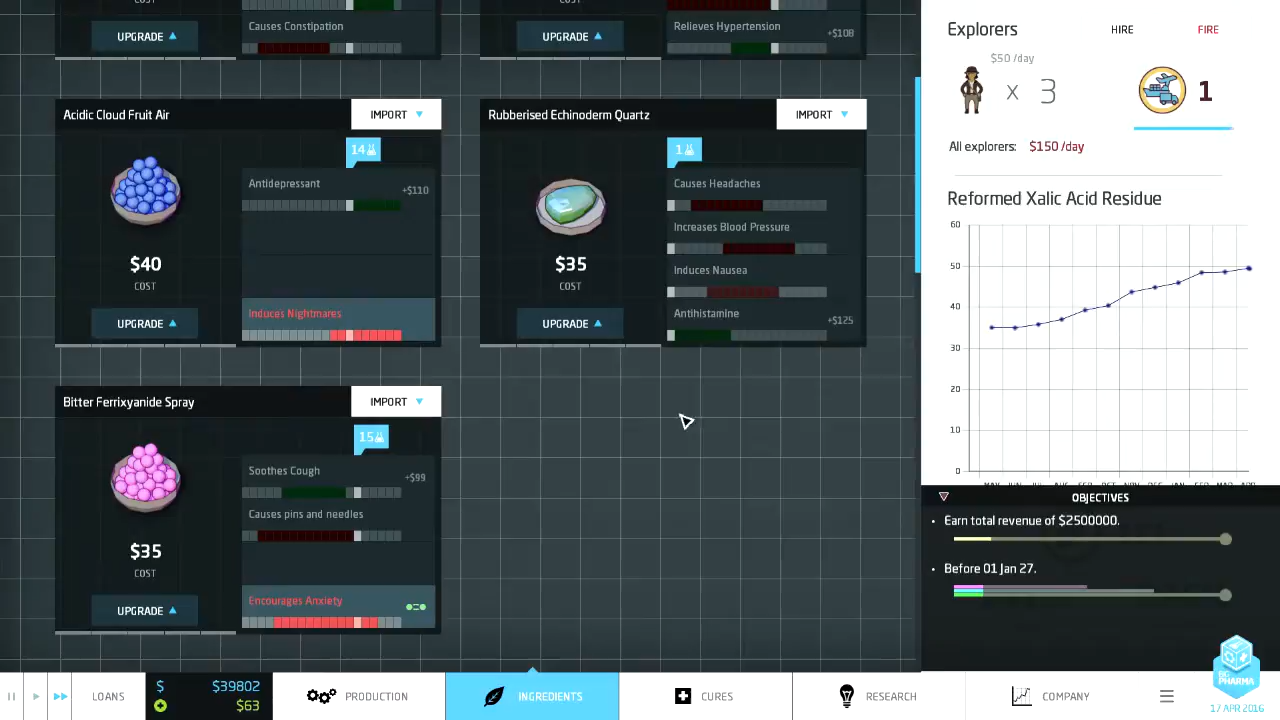 COST
Causes Constipation
UPGRADE
Relieves Hypertension
+$108
UPGRADE
Acidic Cloud Fruit Air
IMPORT
14
Antidepressant
+$110
$40
COST
Induces Nightmares
UPGRADE
Rubberised Echinoderm Quartz
IMPORT
1
Causes Headaches
Increases Blood Pressure
Induces Nausea
Antihistamine
+$125
$35
COST
UPGRADE
Bitter Ferrixyanide Spray
IMPORT
15
Soothes Cough
+$99
Causes pins and needles
$35
COST
Encourages Anxiety
UPGRADE
Explorers
HIRE
FIRE
$50 /day
X 3
1
All explorers: $150 /day
Reformed Xalic Acid Residue
60
50
40
30
20
10
0
OBJECTIVES
• Earn total revenue of $2500000.
• Before 01 Jan 27.
LOANS
$ $39802
$63
PRODUCTION
INGREDIENTS
CURES
RESEARCH
COMPANY
BIG PHARMA
17 APR 2016